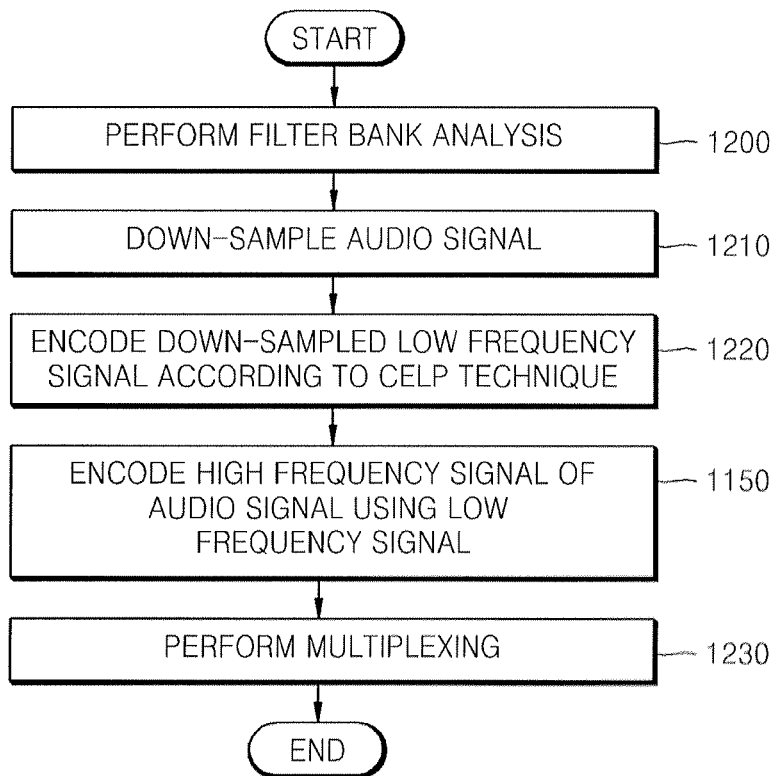 START
PERFORM FILTER BANK ANALYSIS
1200
DOWN-SAMPLE AUDIO SIGNAL
1210
ENCODE DOWN-SAMPLED LOW FREQUENCY
SIGNAL ACCORDING TO CELP TECHNIQUE
1220
ENCODE HIGH FREQUENCY SIGNAL OF
AUDIO SIGNAL USING LOW
FREQUENCY SIGNAL
1150
PERFORM MULTIPLEXING
1230
END